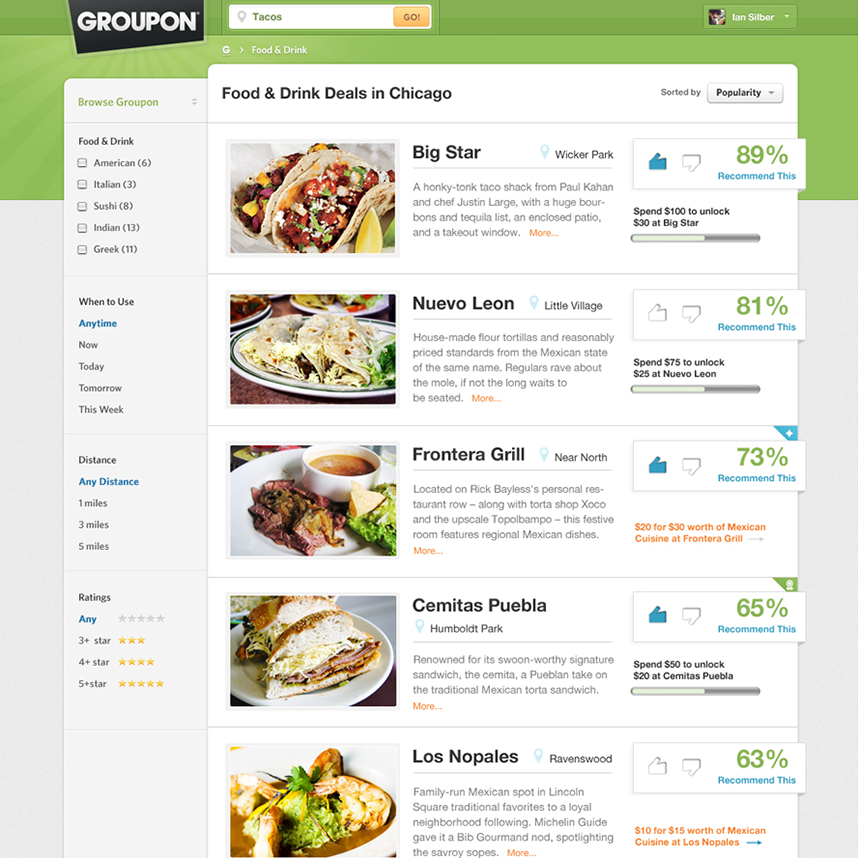 GROUPON
Tacos
GO!
Ian Silber
G > Food & Drink
Browse Groupon
Food & Drink
American (6)
Italian (3)
Sushi (8)
Indian (13)
Greek (11)
When to Use
Anytime
Now
Today
Tomorrow
This Week
Distance
Any Distance
1 miles
3 miles
5 miles
Ratings
Any
3+ star
4+ star
5+star
Food & Drink Deals in Chicago
Sorted by Popularity
Big Star
Wicker Park
A honky-tonk taco shack from Paul Kahan
and chef Justin Large, with a huge bour-
bons and tequila list, an enclosed patio,
and a takeout window. More...
89%
Recommend This
Spend $100 to unlock
$30 at Big Star
Nuevo Leon
Little Village
House-made flour tortillas and reasonably
priced standards from the Mexican state
of the same name. Regulars rave about
the mole, if not the long waits to
be seated. More...
81%
Recommend This
Spend $75 to unlock
$25 at Nuevo Leon
Frontera Grill
Near North
Located on Rick Bayless's personal res-
taurant row – along with torta shop Xoco
and the upscale Topolbampo – this festive
room features regional Mexican dishes.
More...
73%
Recommend This
$20 for $30 worth of Mexican
Cuisine at Frontera Grill
Cemitas Puebla
Humboldt Park
Renowned for its swoon-worthy signature
sandwich, the cemita, a Pueblan take on
the traditional Mexican torta sandwich.
More...
65%
Recommend This
Spend $50 to unlock
$20 at Cemitas Puebla
Los Nopales
Ravenswood
Family-run Mexican spot in Lincoln
Square traditional favorites to a loyal
neighborhood following. Michelin Guide
gave it a Bib Gourmand nod, spotlighting
the savory sopes. More...
63%
Recommend This
$10 for $15 worth of Mexican
Cuisine at Los Nopales